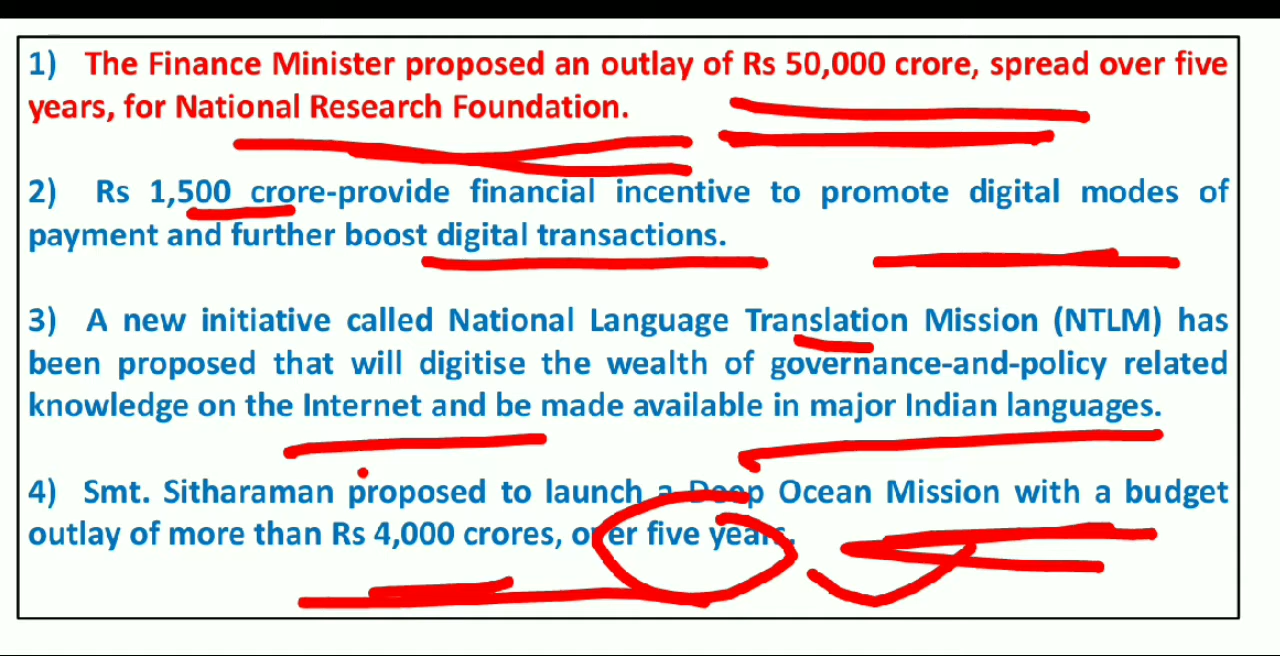 1) The Finance Minister proposed an outlay of Rs 50,000 crore, spread over five
years, for National Research Foundation.
2) Rs 1,500 crore-provide financial incentive to promote digital modes of
payment and further boost digital transactions.
3) A new initiative called National Language Translation Mission (NTLM) has
been proposed that will digitise the wealth of governance-and-policy related
knowledge on the Internet and be made available in major Indian languages.
4) Smt. Sitharaman proposed to launch a Deep Ocean Mission with a budget
outlay of more than Rs 4,000 crores, over five years.